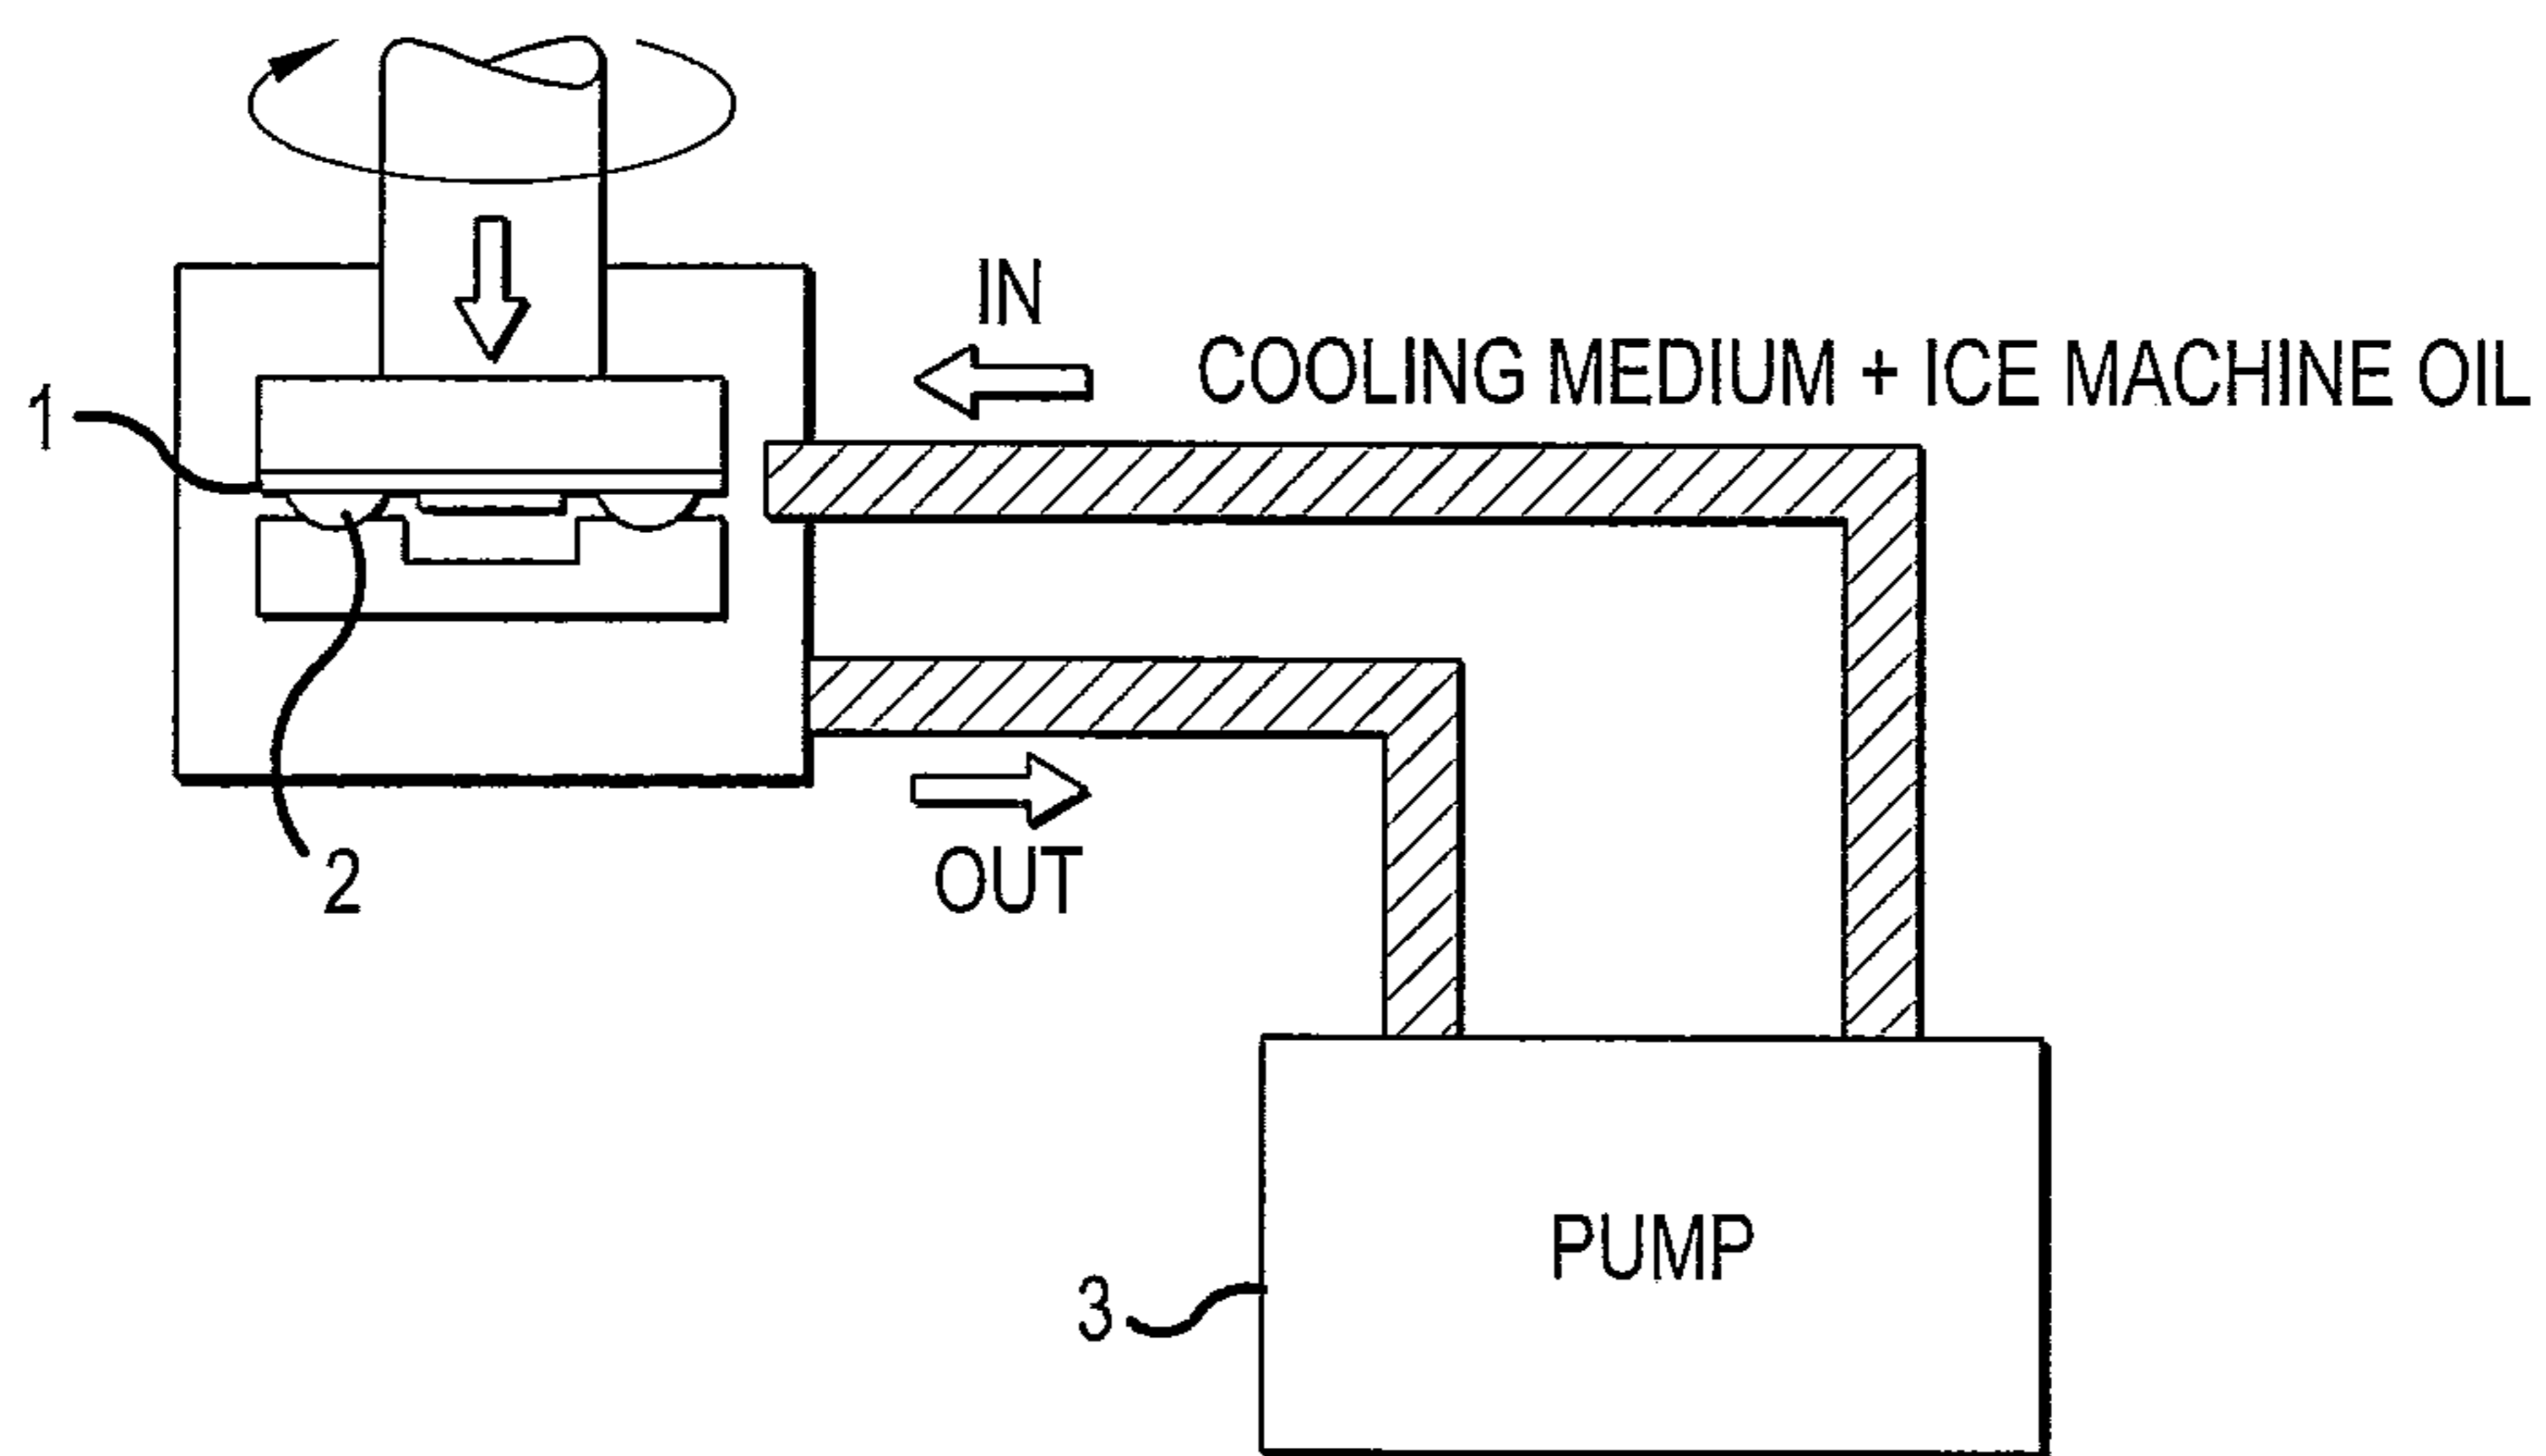 IN
COOLING MEDIUM + ICE MACHINE OIL
1
2
OUT
PUMP
3